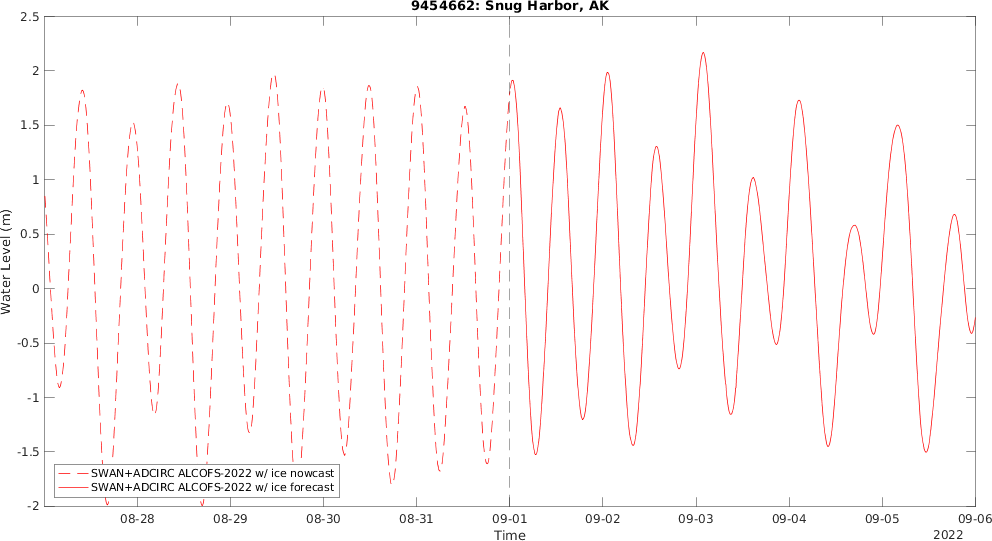 9454662: Snug Harbor, AK
Water Level (m)
2.5
2
1.5
1
0.5
0
-0.5
-1
-1.5
-2
SWAN+ADCIRC ALCOFS-2022 w/ ice nowcast
SWAN+ADCIRC ALCOFS-2022 w/ ice forecast
08-28 08-29 08-30 08-31 09-01 09-02 09-03 09-04 09-05 09-06
Time
2022